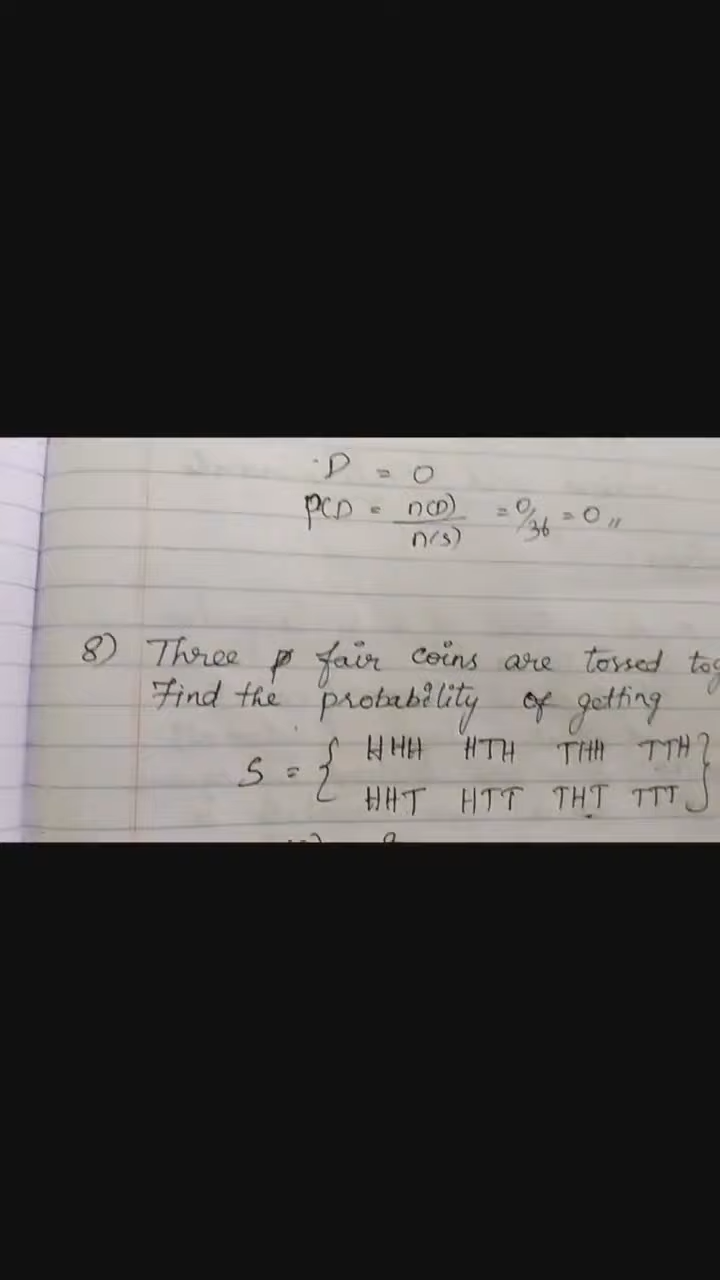 D = 0
P(D = n(D) / n(s) = 0/36 = 0 //
8) Three fair coins are tossed tog
Find the probability of getting
S = { HHH HTH THH TTH }
HHT HTT THT TTT